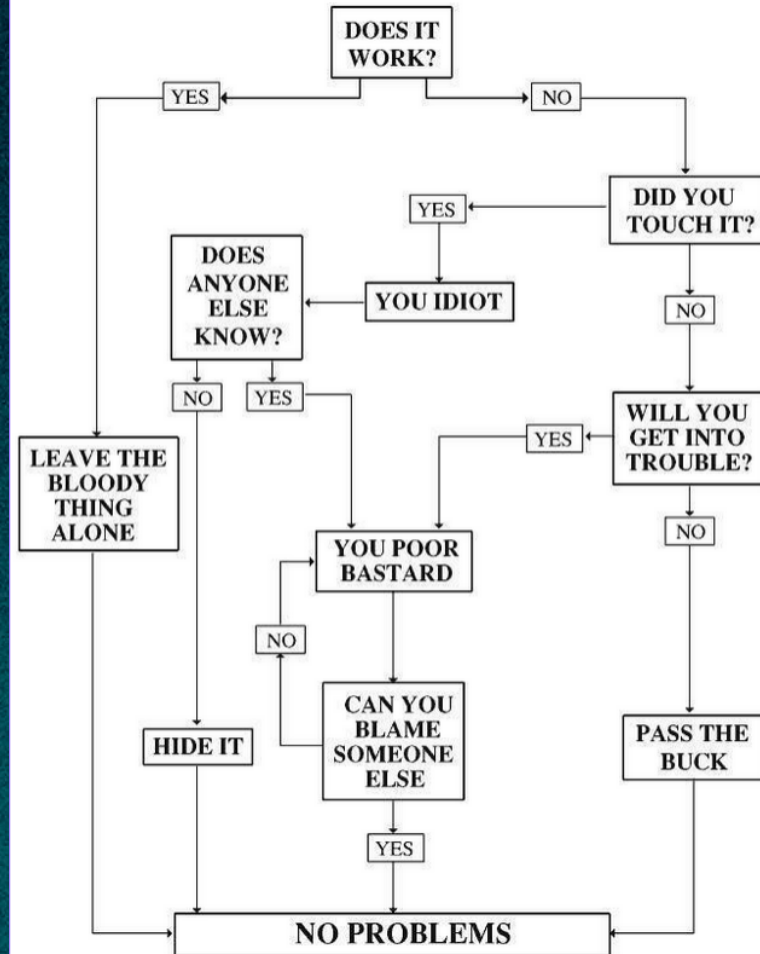 DOES IT
WORK?
YES
NO
DID YOU
TOUCH IT?
YES
DOES
ANYONE
ELSE
KNOW?
YOU IDIOT
NO
NO
YES
WILL YOU
GET INTO
TROUBLE?
YES
LEAVE THE
BLOODY
THING
ALONE
NO
YOU POOR
BASTARD
NO
CAN YOU
BLAME
SOMEONE
ELSE
HIDE IT
PASS THE
BUCK
YES
NO PROBLEMS